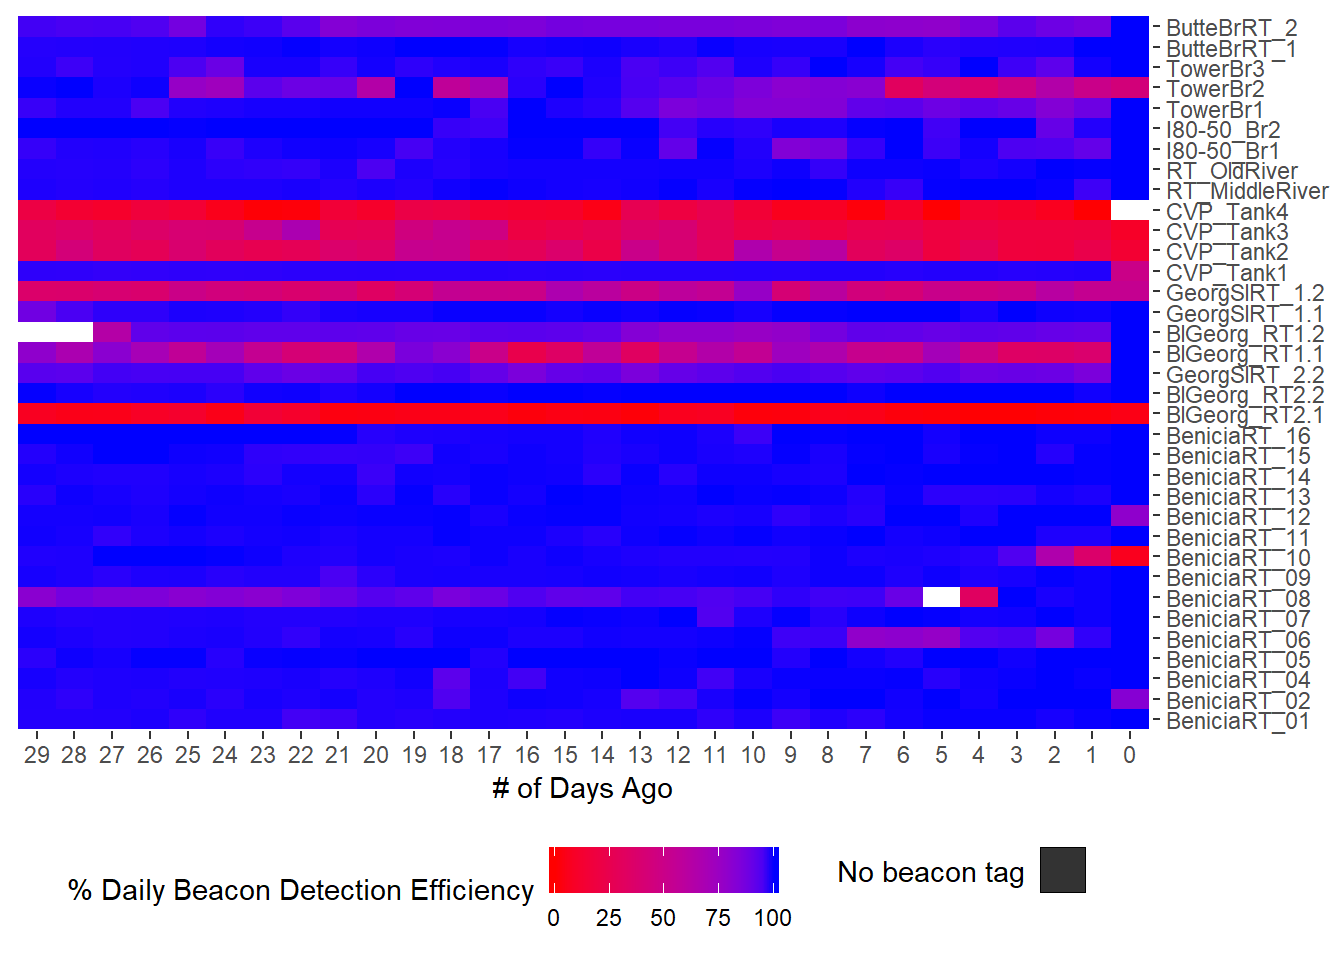 ButteBrRT_2
ButteBrRT_1
TowerBr3
TowerBr2
TowerBr1
I80-50_Br2
I80-50_Br1
RT_OldRiver
RT_MiddleRiver
CVP_Tank4
CVP_Tank3
CVP_Tank2
CVP_Tank1
GeorgSlRT_1.2
GeorgSlRT_1.1
BlGeorg_RT1.2
BlGeorg_RT1.1
GeorgSlRT_2.2
BlGeorg_RT2.2
BlGeorg_RT2.1
BeniciaRT_16
BeniciaRT_15
BeniciaRT_14
BeniciaRT_13
BeniciaRT_12
BeniciaRT_11
BeniciaRT_10
BeniciaRT_09
BeniciaRT_08
BeniciaRT_07
BeniciaRT_06
BeniciaRT_05
BeniciaRT_04
BeniciaRT_02
BeniciaRT_01
29 28 27 26 25 24 23 22 21 20 19 18 17 16 15 14 13 12 11 10 9 8 7 6 5 4 3 2 1 0
# of Days Ago
% Daily Beacon Detection Efficiency
0 25 50 75 100
No beacon tag